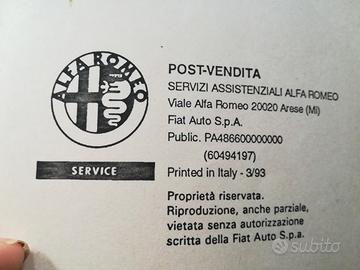 ALFA ROMEO
SERVICE
POST-VENDITA
SERVIZI ASSISTENZIALI ALFA ROMEO
Viale Alfa Romeo 20020 Arese (Mi)
Fiat Auto S.p.A.
Public. PA486600000000
(60494197)
Printed in Italy - 3/93
Proprietà riservata.
Riproduzione, anche parziale,
vietata senza autorizzazione
scritta della Fiat Auto S.p.a.
subito